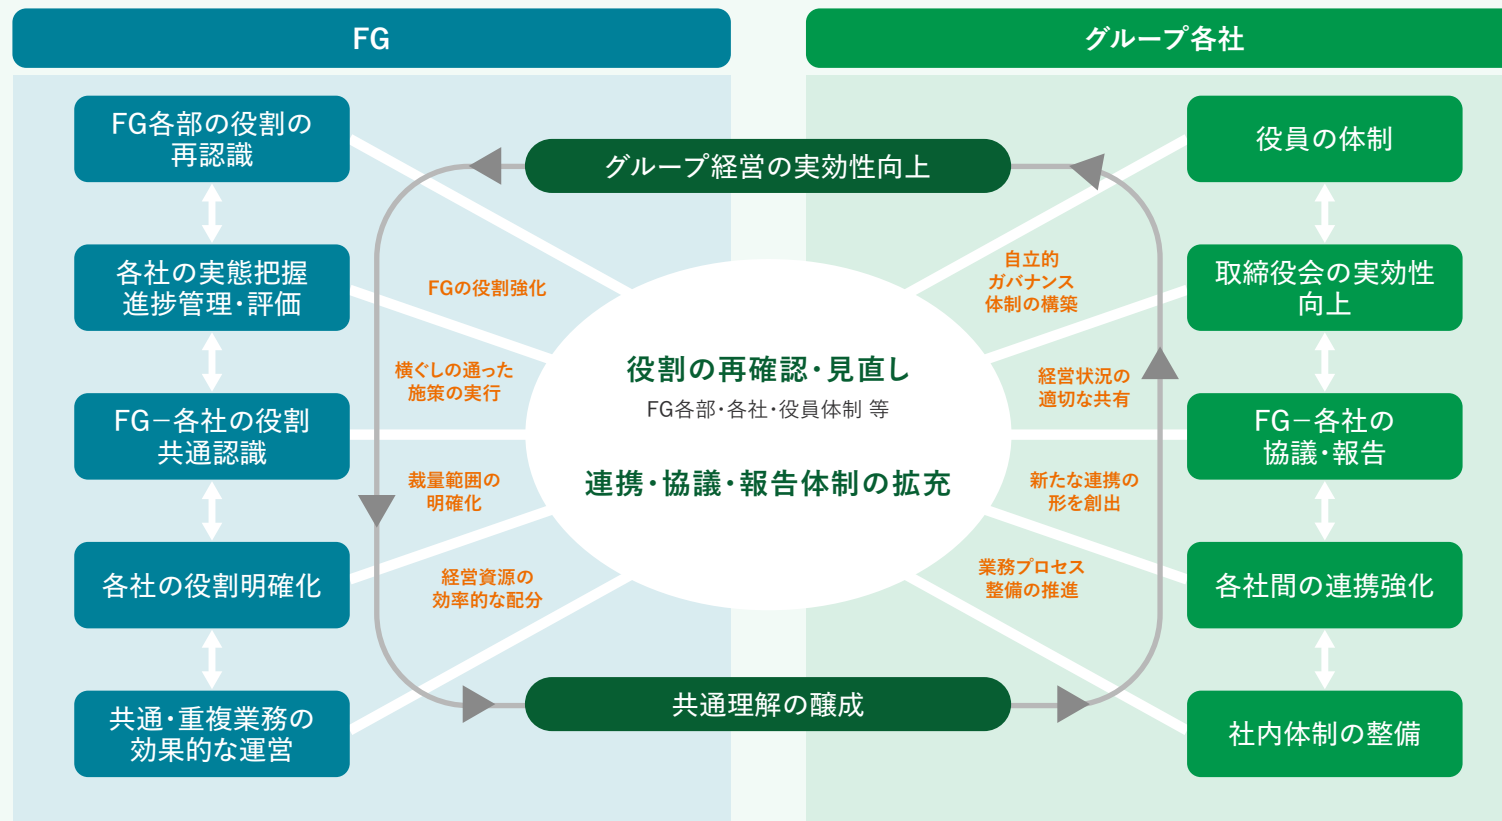 FG
グループ各社
FG各部の役割の
再認識
各社の実態把握
進捗管理・評価
FG−各社の役割
共通認識
各社の役割明確化
共通・重複業務の
効果的な運営
グループ経営の実効性向上
FGの役割強化
横ぐしの通った
施策の実行
裁量範囲の
明確化
経営資源の
効率的な配分
役割の再確認・見直し
FG各部・各社・役員体制 等
連携・協議・報告体制の拡充
共通理解の醸成
自立的
ガバナンス
体制の構築
経営状況の
適切な共有
新たな連携の
形を創出
業務プロセス
整備の推進
役員の体制
取締役会の実効性
向上
FG−各社の
協議・報告
各社間の連携強化
社内体制の整備